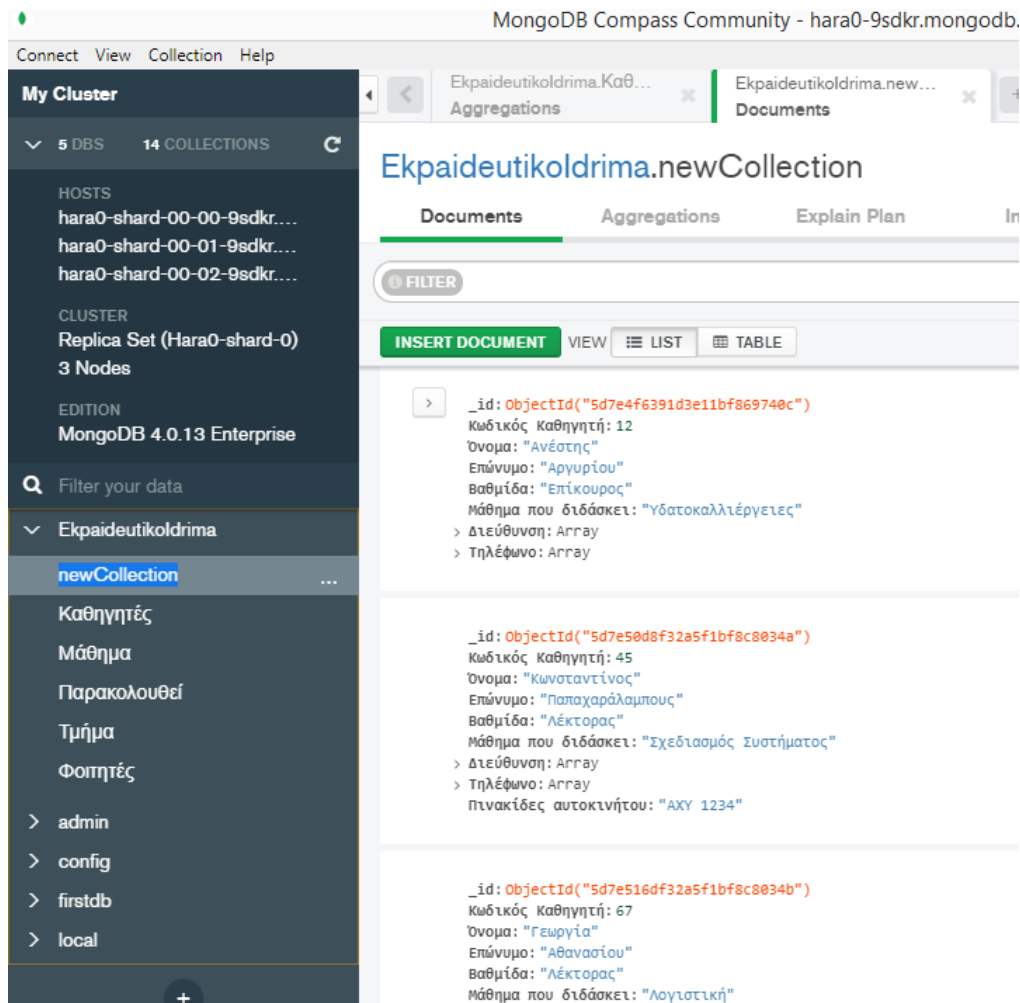 MongoDB Compass Community - hara0-9sdkr.mongodb.
Connect View Collection Help
My Cluster
5 DBS 14 COLLECTIONS
HOSTS
hara0-shard-00-00-9sdkr....
hara0-shard-00-01-9sdkr....
hara0-shard-00-02-9sdkr....
CLUSTER
Replica Set (Hara0-shard-0)
3 Nodes
EDITION
MongoDB 4.0.13 Enterprise
Filter your data
EkpaideutikoIdrima
newCollection ...
Καθηγητές
Μάθημα
Παρακολουθεί
Τμήμα
Φοιτητές
admin
config
firstdb
local
+
EkpaideutikoIdrima.Καθ...
Aggregations
EkpaideutikoIdrima.new...
Documents
EkpaideutikoIdrima.newCollection
Documents Aggregations Explain Plan In
FILTER
INSERT DOCUMENT VIEW LIST TABLE
_id: ObjectId("5d7e4f6391d3e11bf869740c")
Κωδικός Καθηγητή: 12
Όνομα: "Ανέστης"
Επώνυμο: "Αργυρίου"
Βαθμίδα: "Επίκουρος"
Μάθημα που διδάσκει: "Υδατοκαλλιέργειες"
> Διεύθυνση: Array
> Τηλέφωνο: Array
_id: ObjectId("5d7e50d8f32a5f1bf8c8034a")
Κωδικός Καθηγητή: 45
Όνομα: "Κωνσταντίνος"
Επώνυμο: "Παπαχαράλαμπους"
Βαθμίδα: "Λέκτορας"
Μάθημα που διδάσκει: "Σχεδιασμός Συστήματος"
> Διεύθυνση: Array
> Τηλέφωνο: Array
Πινακίδες αυτοκινήτου: "ΑΧΥ 1234"
_id: ObjectId("5d7e516df32a5f1bf8c8034b")
Κωδικός Καθηγητή: 67
Όνομα: "Γεωργία"
Επώνυμο: "Αθανασίου"
Βαθμίδα: "Λέκτορας"
Μάθημα που διδάσκει: "Λογιστική"